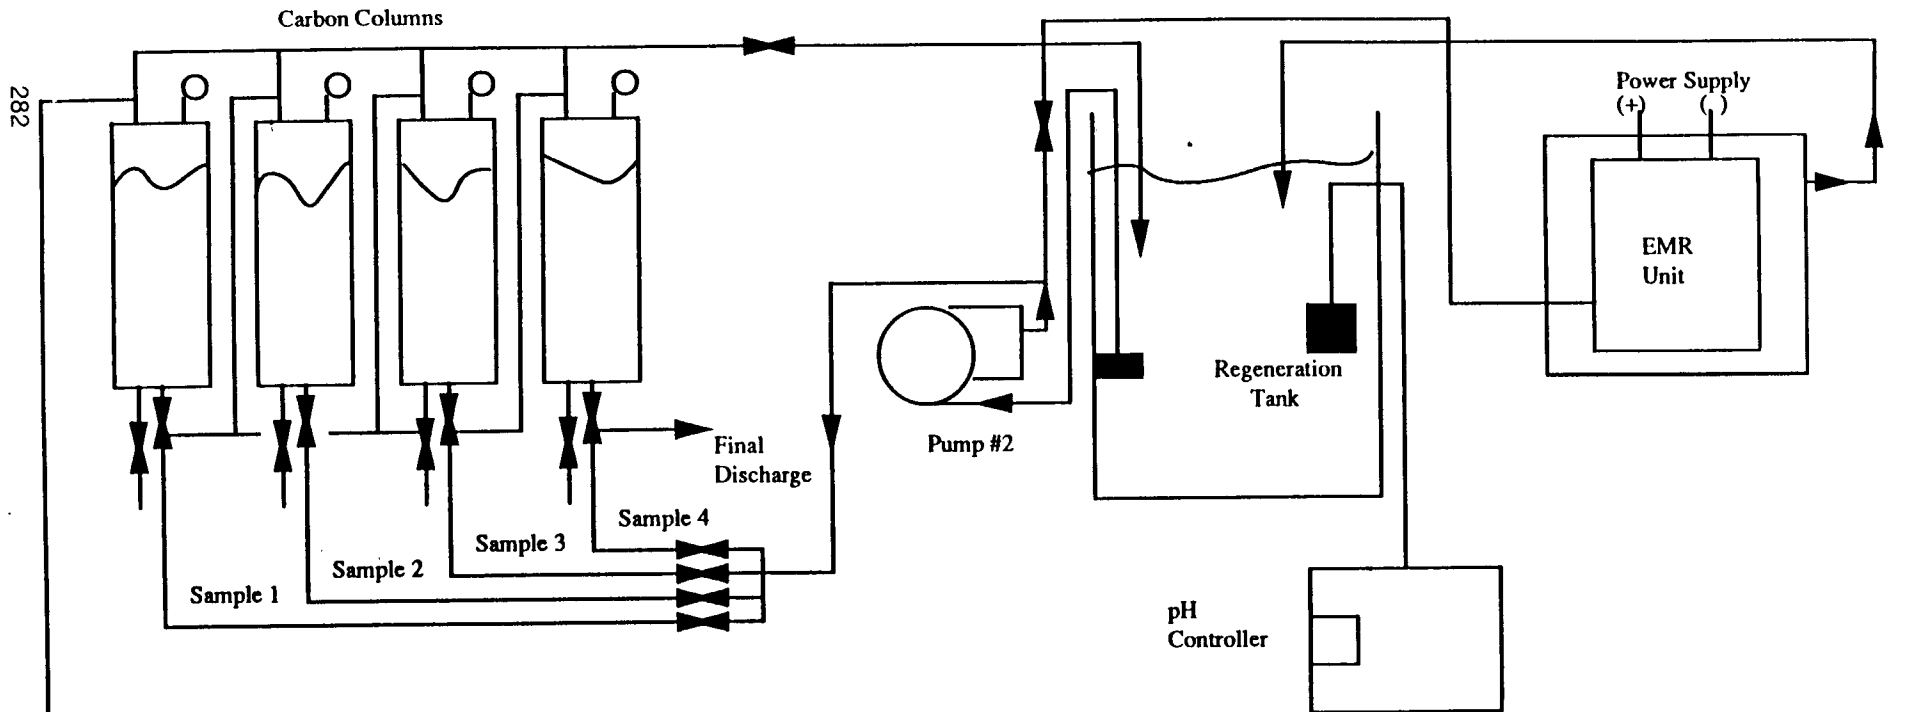 Carbon Columns
282
Power Supply
(+) (-)
EMR
Unit
Regeneration
Tank
Pump #2
Final
Discharge
Sample 4
Sample 3
Sample 2
Sample 1
pH
Controller